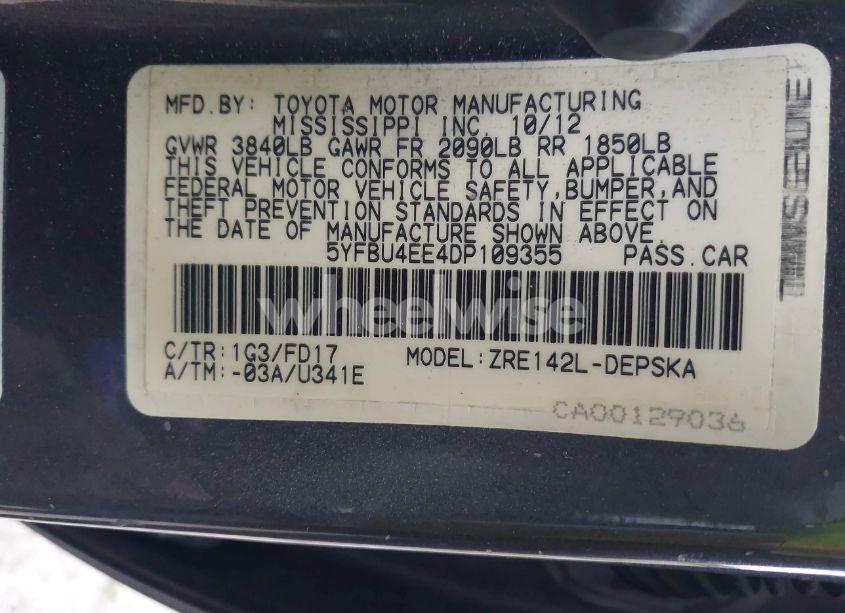 MFD.BY: TOYOTA MOTOR MANUFACTURING
MISSISSIPPI INC. 10/12
GVWR 3840LB GAWR FR 2090LB RR 1850LB
THIS VEHICLE CONFORMS TO ALL APPLICABLE
FEDERAL MOTOR VEHICLE SAFETY,BUMPER,AND
THEFT PREVENTION STANDARDS IN EFFECT ON
THE DATE OF MANUFACTURE SHOWN ABOVE.
5YFBU4EE4DP109355 PASS.CAR
wheelwise
C/TR:1G3/FD17 MODEL:ZRE142L-DEPSKA
A/TM:-03A/U341E
CA00129036